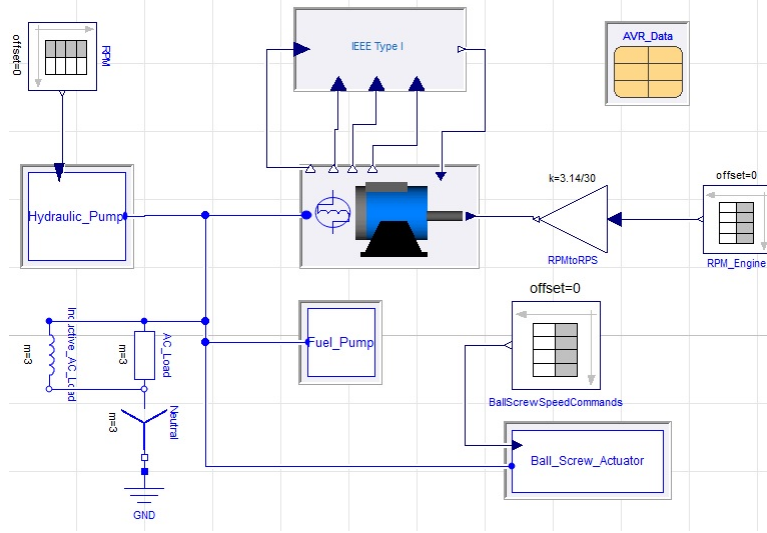 IEEE Type I
AVR_Data
RPM
offset=0
Hydraulic_Pump
k=3.14/30
RPMtoRPS
offset=0
RPM_Engine
offset=0
BallScrewSpeedCommands
Fuel_Pump
Inductive_AC_Load
m=3
AC_Load
m=3
Neutral
m=3
GND
Ball_Screw_Actuator